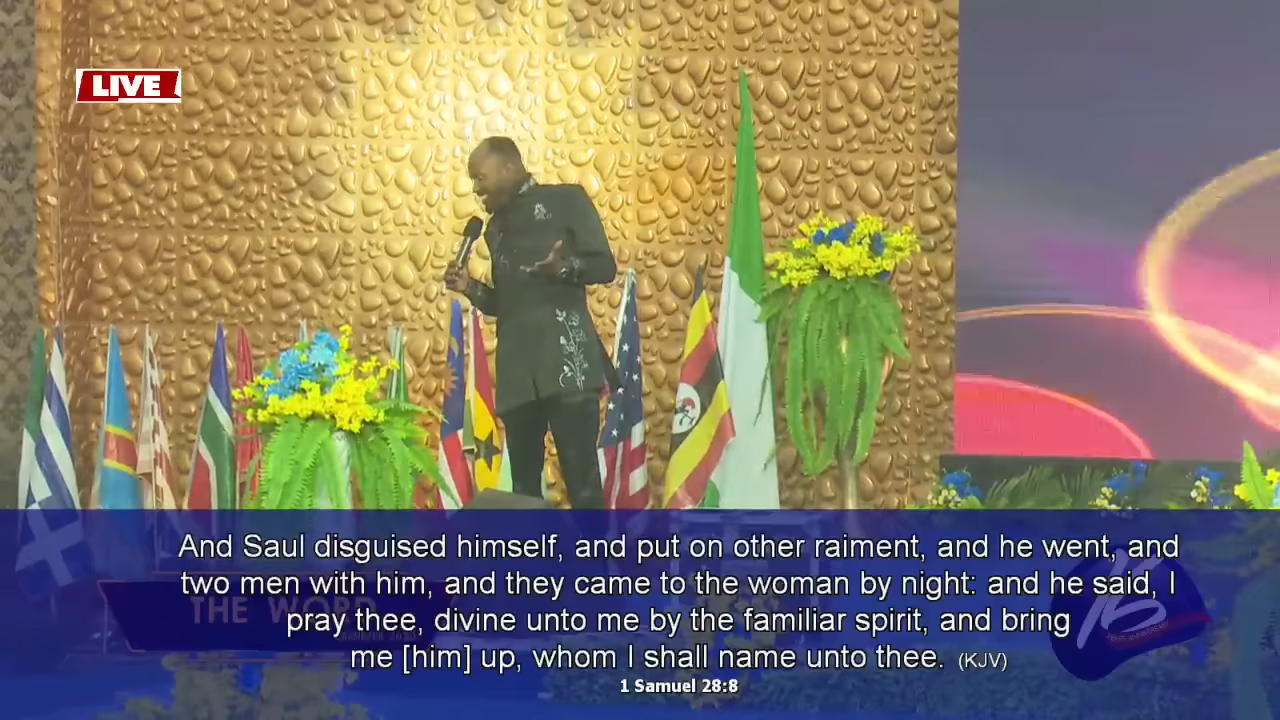 LIVE
And Saul disguised himself, and put on other raiment, and he went, and
two men with him, and they came to the woman by night: and he said, I
pray thee, divine unto me by the familiar spirit, and bring
me [him] up, whom I shall name unto thee. (KJV)
1 Samuel 28:8
THE WORD
15